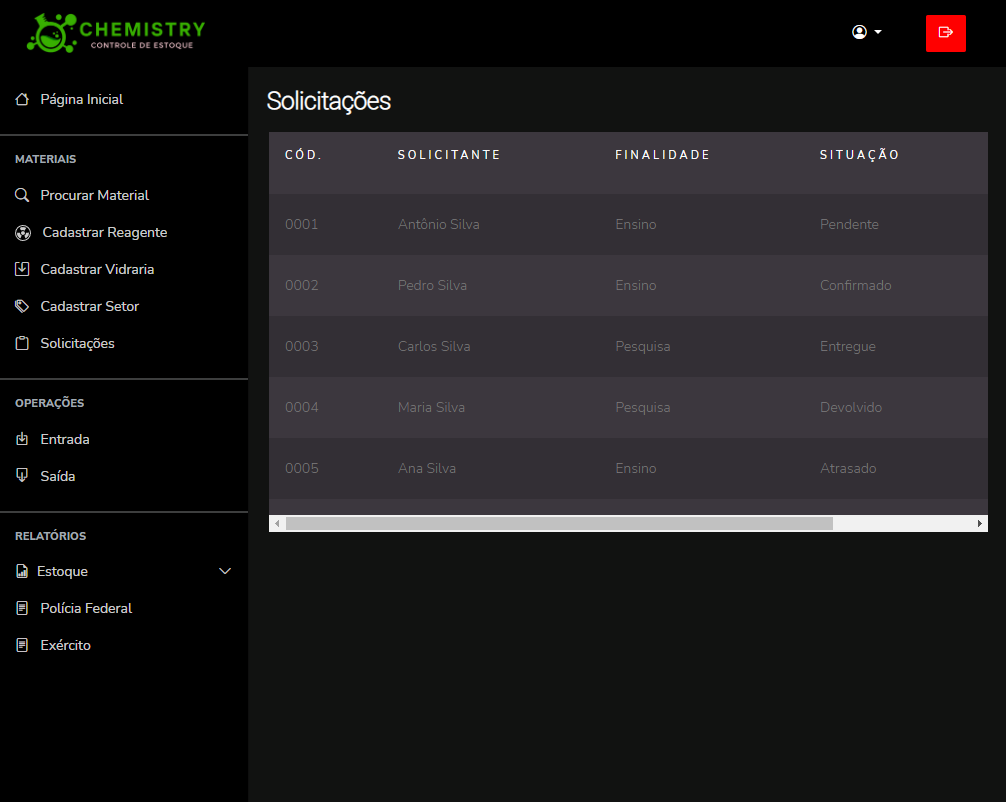 CHEMISTRY
CONTROLE DE ESTOQUE
Página Inicial
MATERIAIS
Procurar Material
Cadastrar Reagente
Cadastrar Vidraria
Cadastrar Setor
Solicitações
OPERAÇÕES
Entrada
Saída
RELATÓRIOS
Estoque
Polícia Federal
Exército
Solicitações
CÓD. SOLICITANTE FINALIDADE SITUAÇÃO
0001 Antônio Silva Ensino Pendente
0002 Pedro Silva Ensino Confirmado
0003 Carlos Silva Pesquisa Entregue
0004 Maria Silva Pesquisa Devolvido
0005 Ana Silva Ensino Atrasado